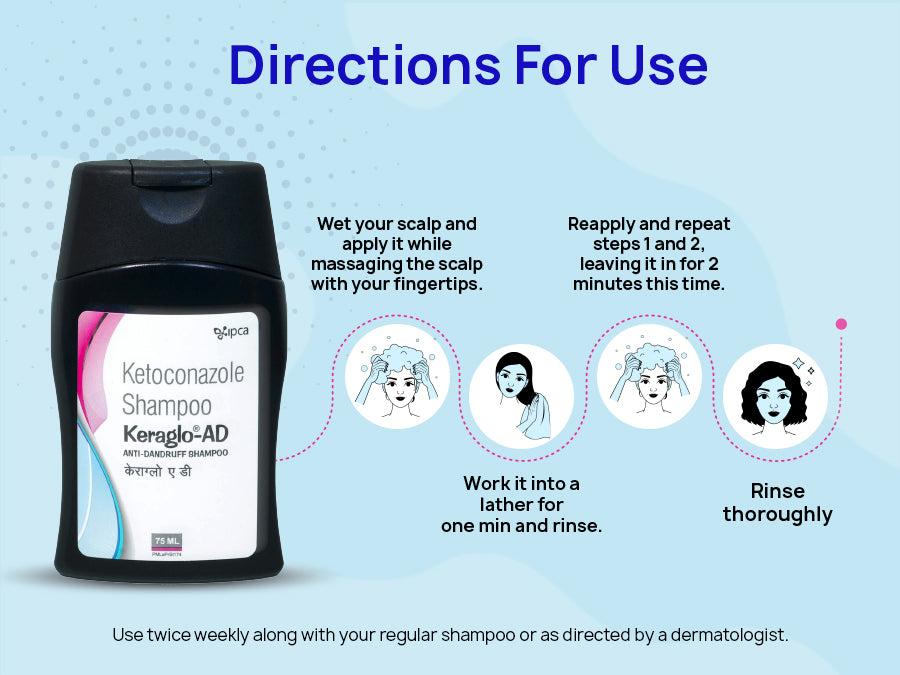 Directions For Use
Wet your scalp and
apply it while
massaging the scalp
with your fingertips.
Reapply and repeat
steps 1 and 2,
leaving it in for 2
minutes this time.
Work it into a
lather for
one min and rinse.
Rinse
thoroughly
ipca
Ketoconazole
Shampoo
Keraglo®-AD
ANTI-DANDRUFF SHAMPOO
केराग्लो ए डी
75 ML
Use twice weekly along with your regular shampoo or as directed by a dermatologist.